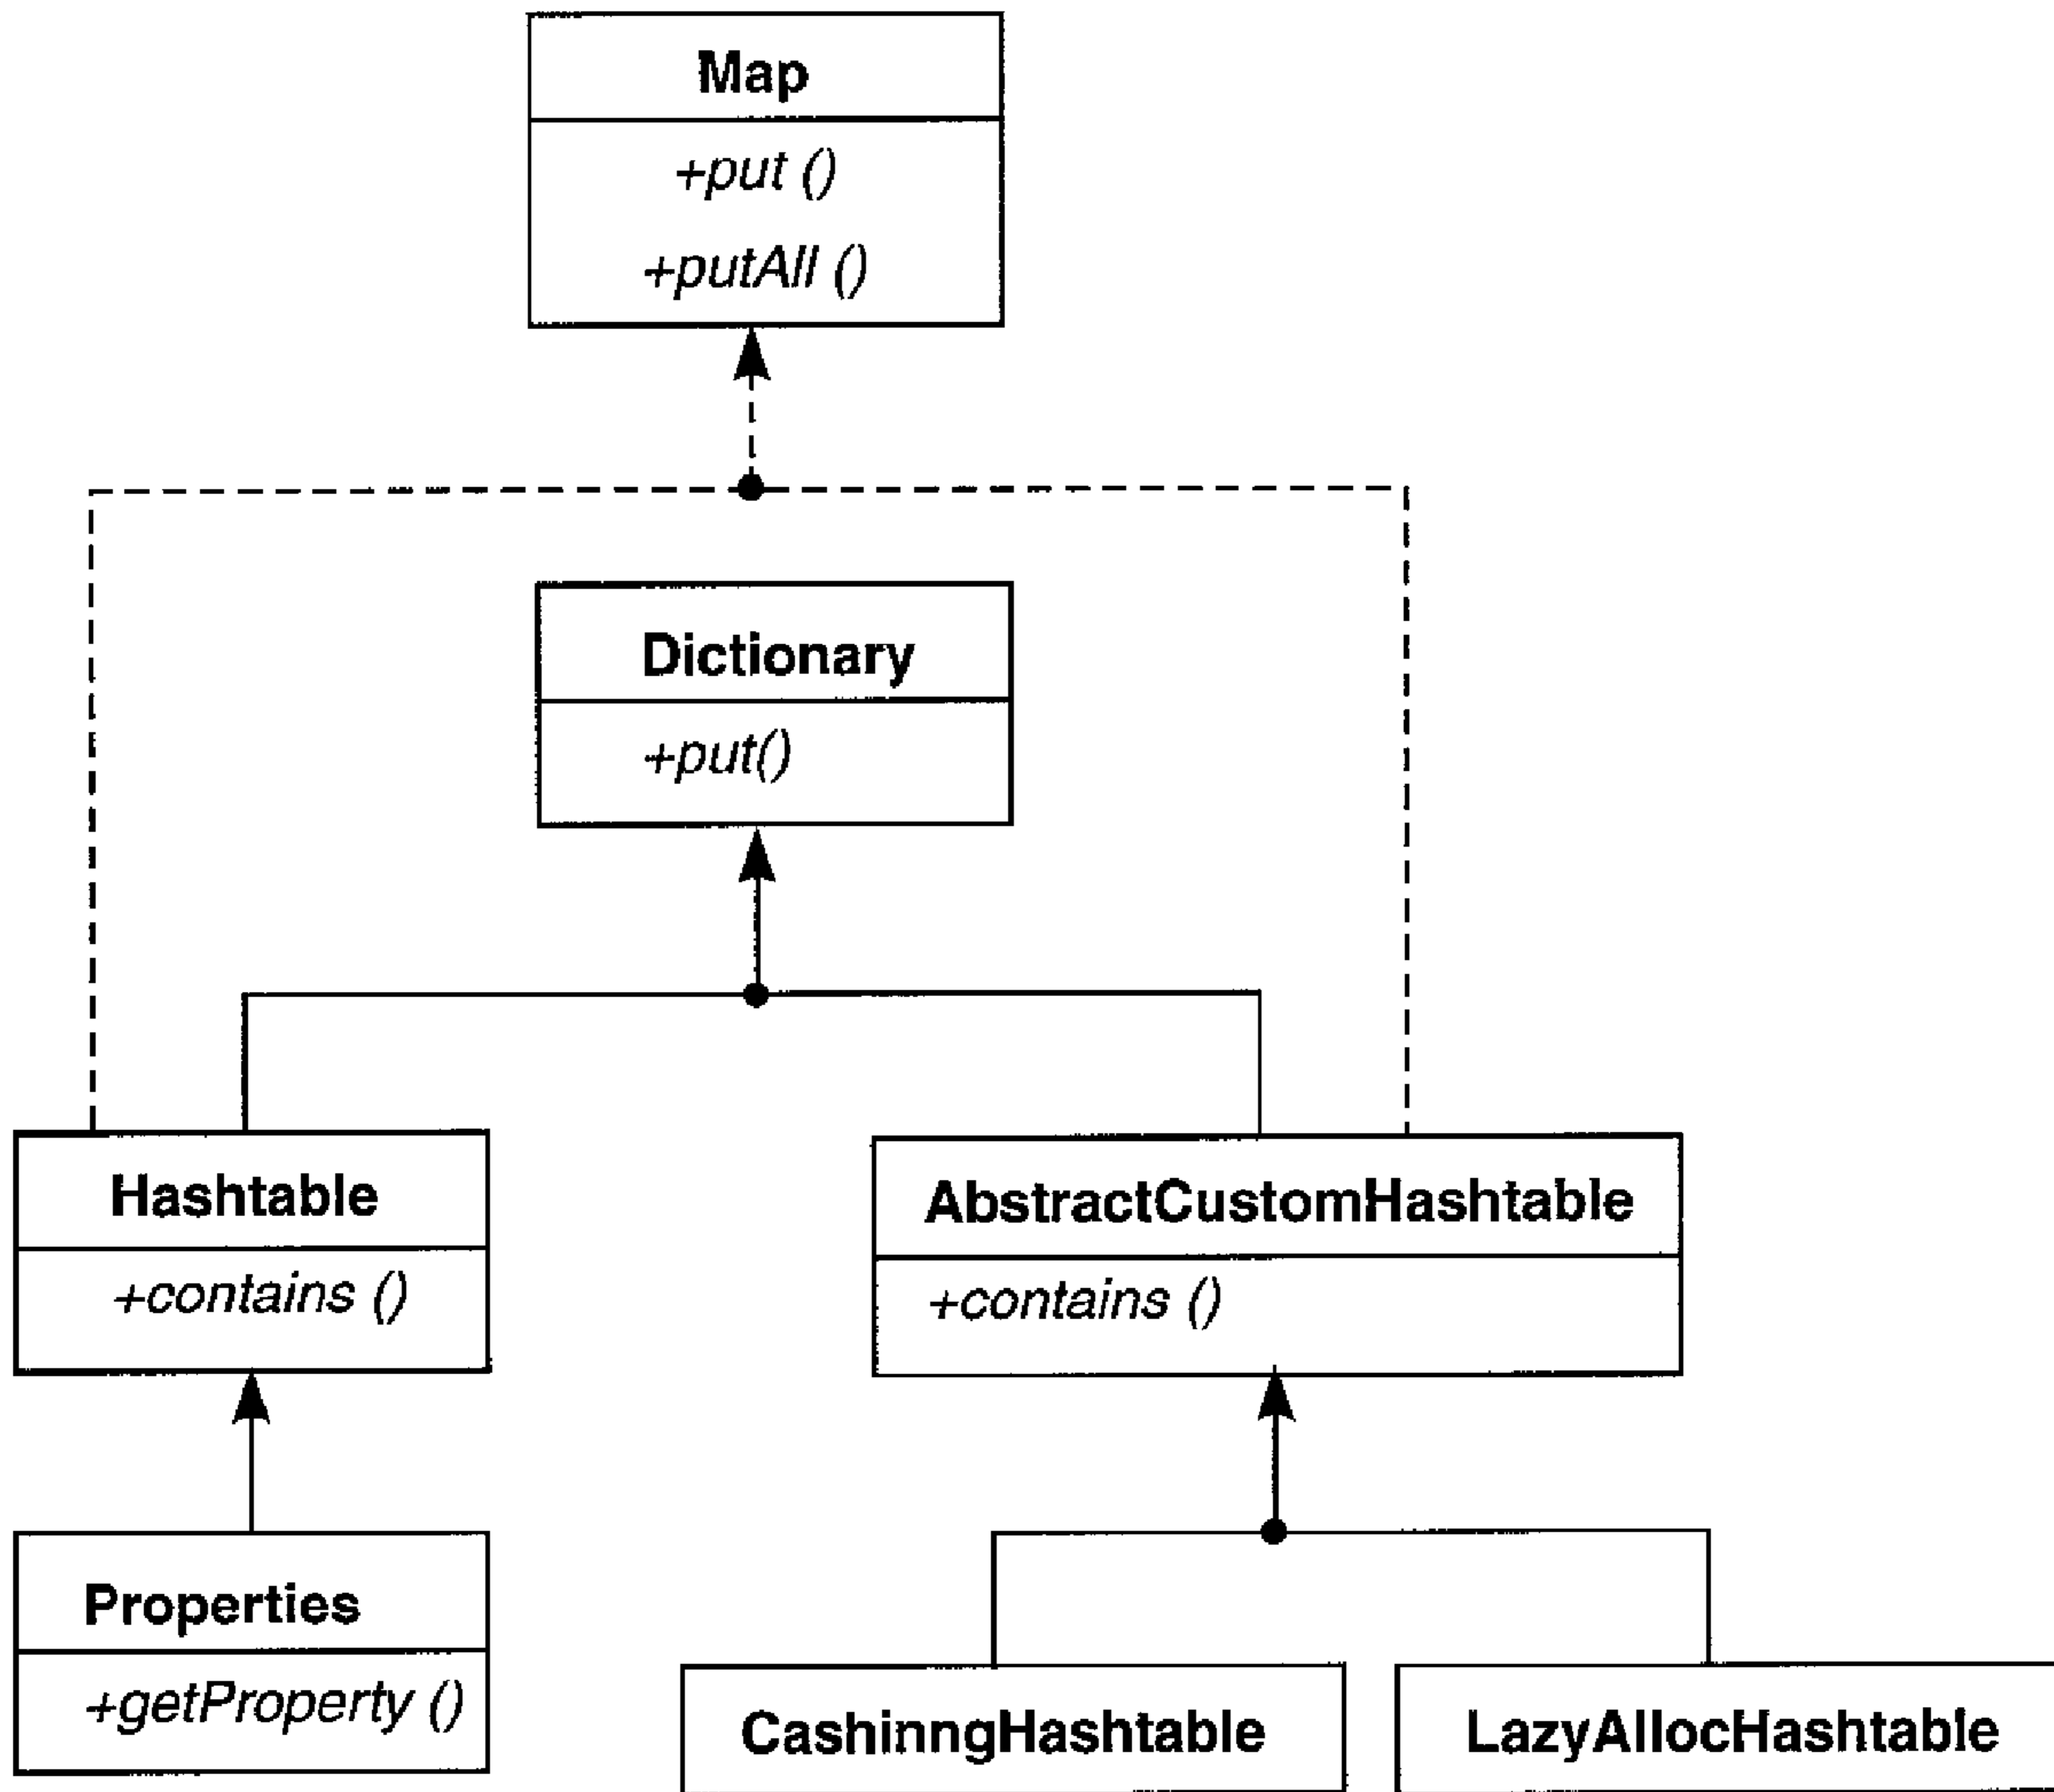 Map
+put ()
+putAll ()
Dictionary
+put()
Hashtable
+contains ()
AbstractCustomHashtable
+contains ()
Properties
+getProperty ()
CashinngHashtable
LazyAllocHashtable